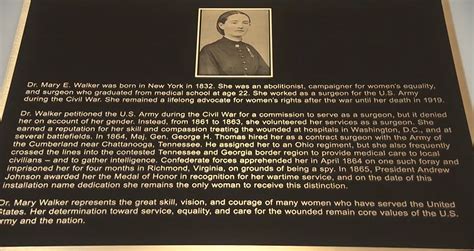 Dr. Mary E. Walker was born in New York in 1832. She was an abolitionist, campaigner for women's equality,
and surgeon who graduated from medical school at age 22. She worked as a surgeon for the U.S. Army
during the Civil War. She remained a lifelong advocate for women's rights after the war until her death in 1919.
Dr. Walker petitioned the U.S. Army during the Civil War for a commission to serve as a surgeon, but it denied
her on account of her gender. Instead, from 1861 to 1863, she volunteered her services as a surgeon. She
earned a reputation for her skill and compassion treating the wounded at hospitals in Washington, D.C., and at
several battlefields. In 1864, Maj. Gen. George H. Thomas hired her as a contract surgeon with the Army of
the Cumberland near Chattanooga, Tennessee. He assigned her to an Ohio regiment, but she also frequently
crossed the lines in the contested Tennessee and Georgia border region to provide medical care to local
civilians – and to gather intelligence. Confederate forces apprehended her in April 1864 on one such foray and
imprisoned her for four months in Richmond, Virginia, on grounds of being a spy. In 1865, President Andrew
Johnson awarded her the Medal of Honor in recognition for her wartime service, and on the date of this
installation name dedication she remains the only woman to receive this distinction.
Dr. Mary Walker represents the great skill, vision, and courage of many women who have served the United
States. Her determination toward service, equality, and care for the wounded remain core values of the U.S.
Army and the nation.